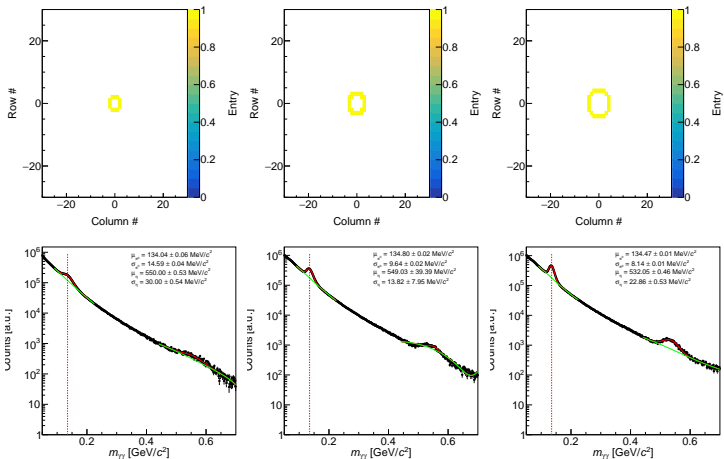 Row #
20
0
−20
−20 0 20
Column #
1
0.8
0.6
0.4
0.2
0
Entry
Row #
20
0
−20
−20 0 20
Column #
1
0.8
0.6
0.4
0.2
0
Entry
Row #
20
0
−20
−20 0 20
Column #
1
0.8
0.6
0.4
0.2
0
Entry
Counts [a.u.]
10⁶
10⁵
10⁴
10³
10²
10
1
μπ⁰ = 134.04 ± 0.06 MeV/c²
σπ⁰ = 14.59 ± 0.04 MeV/c²
μη = 550.00 ± 0.53 MeV/c²
ση = 30.00 ± 0.54 MeV/c²
0.2 0.4 0.6
mγγ [GeV/c²]
Counts [a.u.]
10⁶
10⁵
10⁴
10³
10²
10
1
μπ⁰ = 134.80 ± 0.02 MeV/c²
σπ⁰ = 9.64 ± 0.02 MeV/c²
μη = 549.03 ± 39.39 MeV/c²
ση = 13.82 ± 7.95 MeV/c²
0.2 0.4 0.6
mγγ [GeV/c²]
Counts [a.u.]
10⁶
10⁵
10⁴
10³
10²
10
1
μπ⁰ = 134.47 ± 0.01 MeV/c²
σπ⁰ = 8.14 ± 0.01 MeV/c²
μη = 532.05 ± 0.46 MeV/c²
ση = 22.86 ± 0.53 MeV/c²
0.2 0.4 0.6
mγγ [GeV/c²]